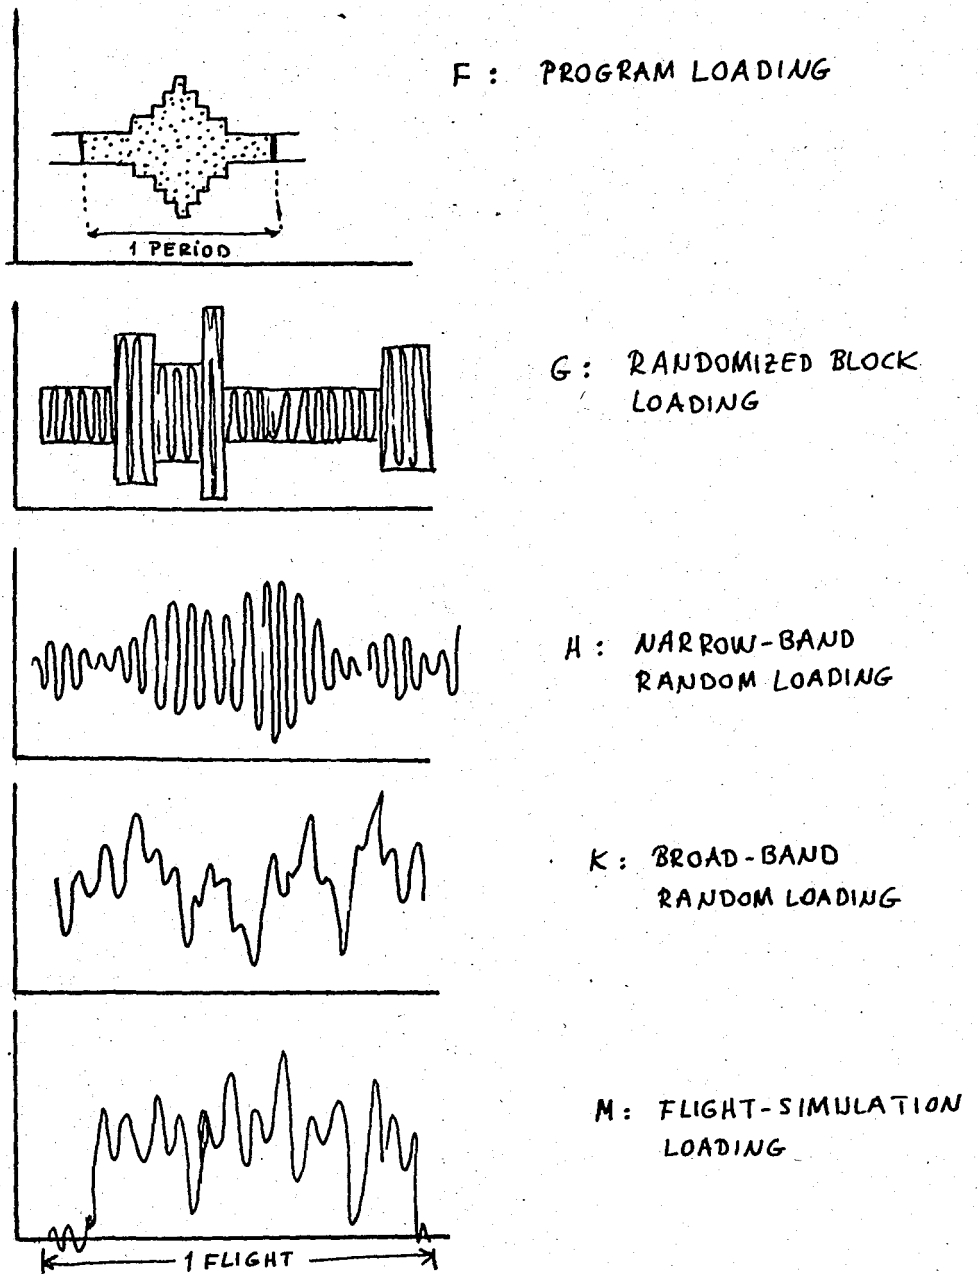 F : PROGRAM LOADING
1 PERIOD
G : RANDOMIZED BLOCK
LOADING
H : NARROW-BAND
RANDOM LOADING
K : BROAD-BAND
RANDOM LOADING
M : FLIGHT-SIMULATION
LOADING
1 FLIGHT